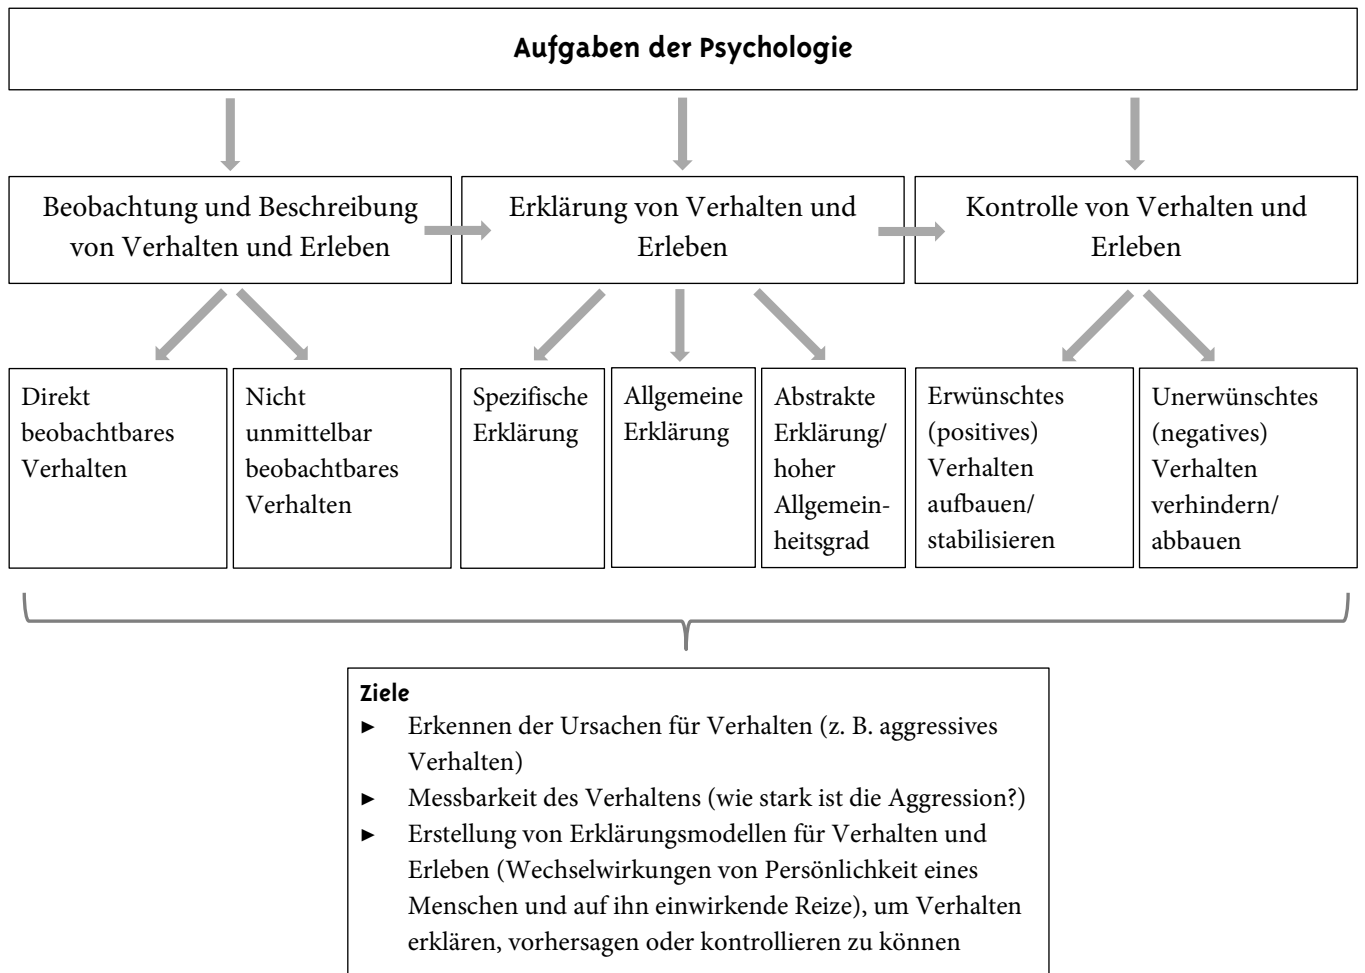 Aufgaben der Psychologie
Beobachtung und Beschreibung
von Verhalten und Erleben
Erklärung von Verhalten und
Erleben
Kontrolle von Verhalten und
Erleben
Direkt
beobachtbares
Verhalten
Nicht
unmittelbar
beobachtbares
Verhalten
Spezifische
Erklärung
Allgemeine
Erklärung
Abstrakte
Erklärung/
hoher
Allgemein-
heitsgrad
Erwünschtes
(positives)
Verhalten
aufbauen/
stabilisieren
Unerwünschtes
(negatives)
Verhalten
verhindern/
abbauen
Ziele
► Erkennen der Ursachen für Verhalten (z. B. aggressives
Verhalten)
► Messbarkeit des Verhaltens (wie stark ist die Aggression?)
► Erstellung von Erklärungsmodellen für Verhalten und
Erleben (Wechselwirkungen von Persönlichkeit eines
Menschen und auf ihn einwirkende Reize), um Verhalten
erklären, vorhersagen oder kontrollieren zu können